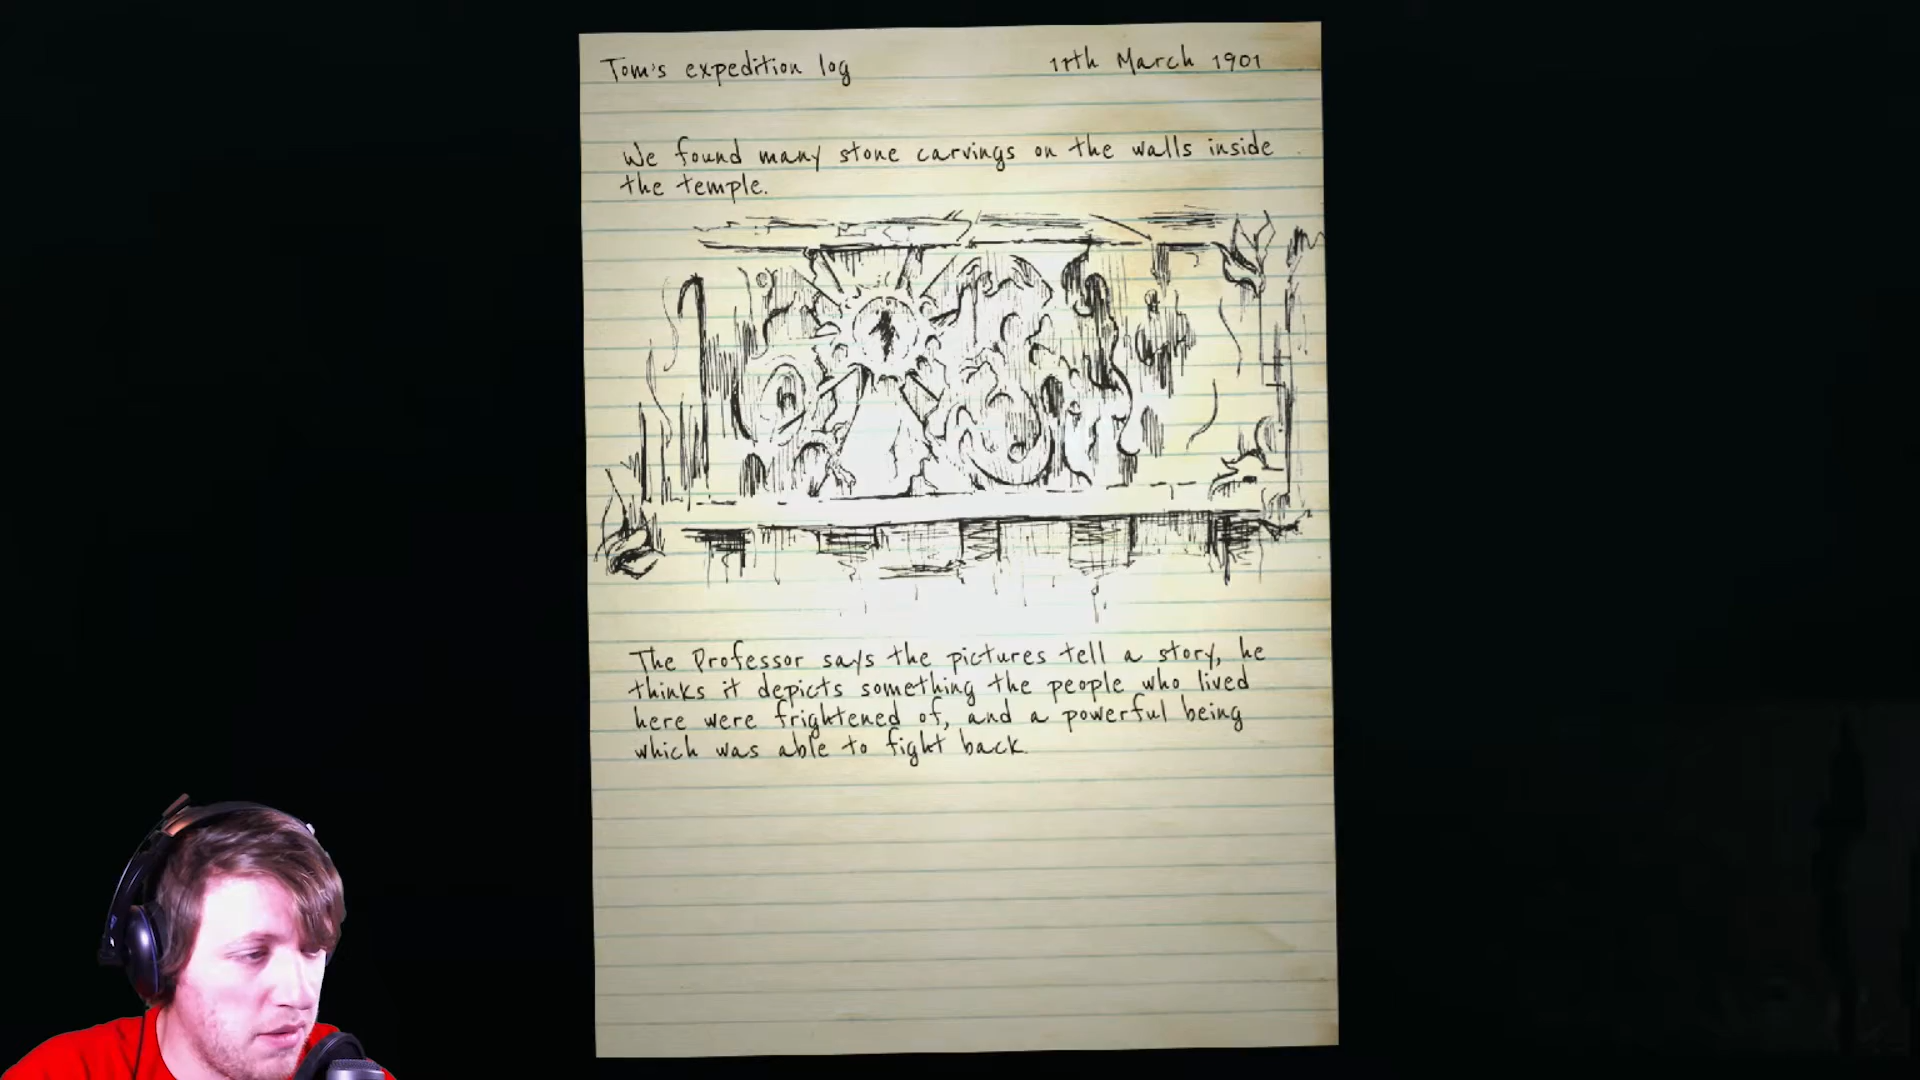 Tom's expedition log
11th March 1901
We found many stone carvings on the walls inside
the temple.
The Professor says the pictures tell a story, he
thinks it depicts something the people who lived
here were frightened of, and a powerful being
which was able to fight back.